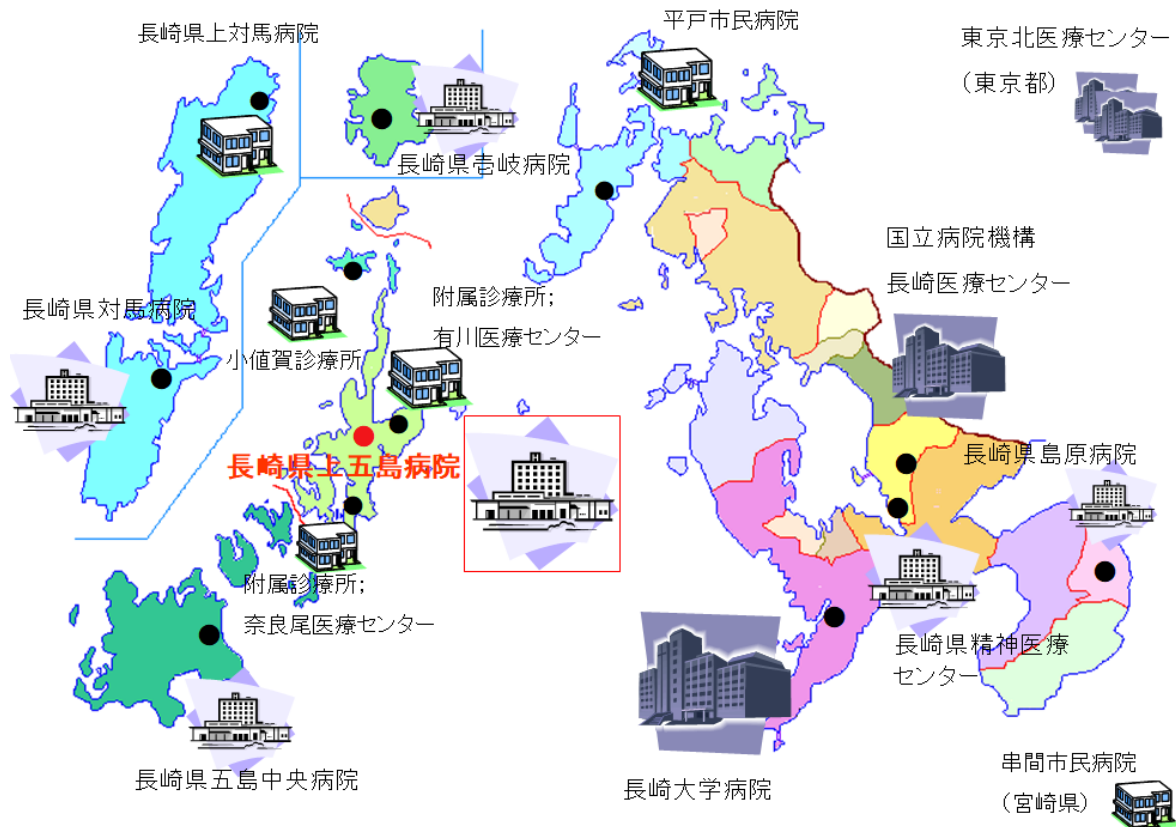 長崎県上対馬病院
平戸市民病院
東京北医療センター
（東京都）
長崎県壱岐病院
国立病院機構
長崎医療センター
長崎県対馬病院
附属診療所；
有川医療センター
小値賀診療所
長崎県上五島病院
長崎県島原病院
附属診療所；
奈良尾医療センター
長崎県精神医療
センター
長崎県五島中央病院
長崎大学病院
串間市民病院
（宮崎県）